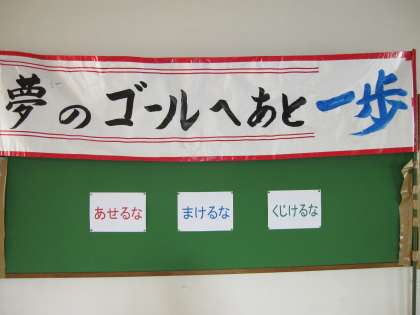 夢のゴールへあと一歩
あせるな
まけるな
くじけるな